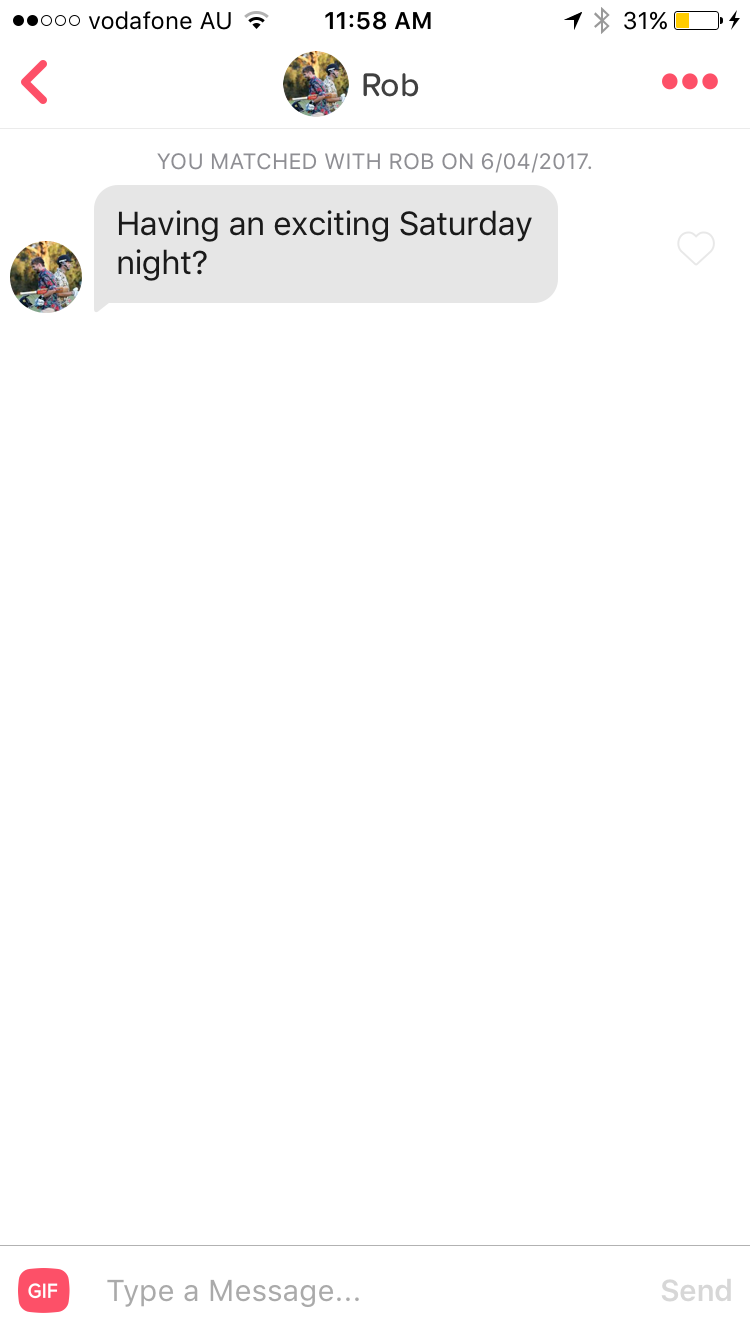 vodafone AU 11:58 AM 31%
Rob
YOU MATCHED WITH ROB ON 6/04/2017.
Having an exciting Saturday
night?
GIF Type a Message... Send